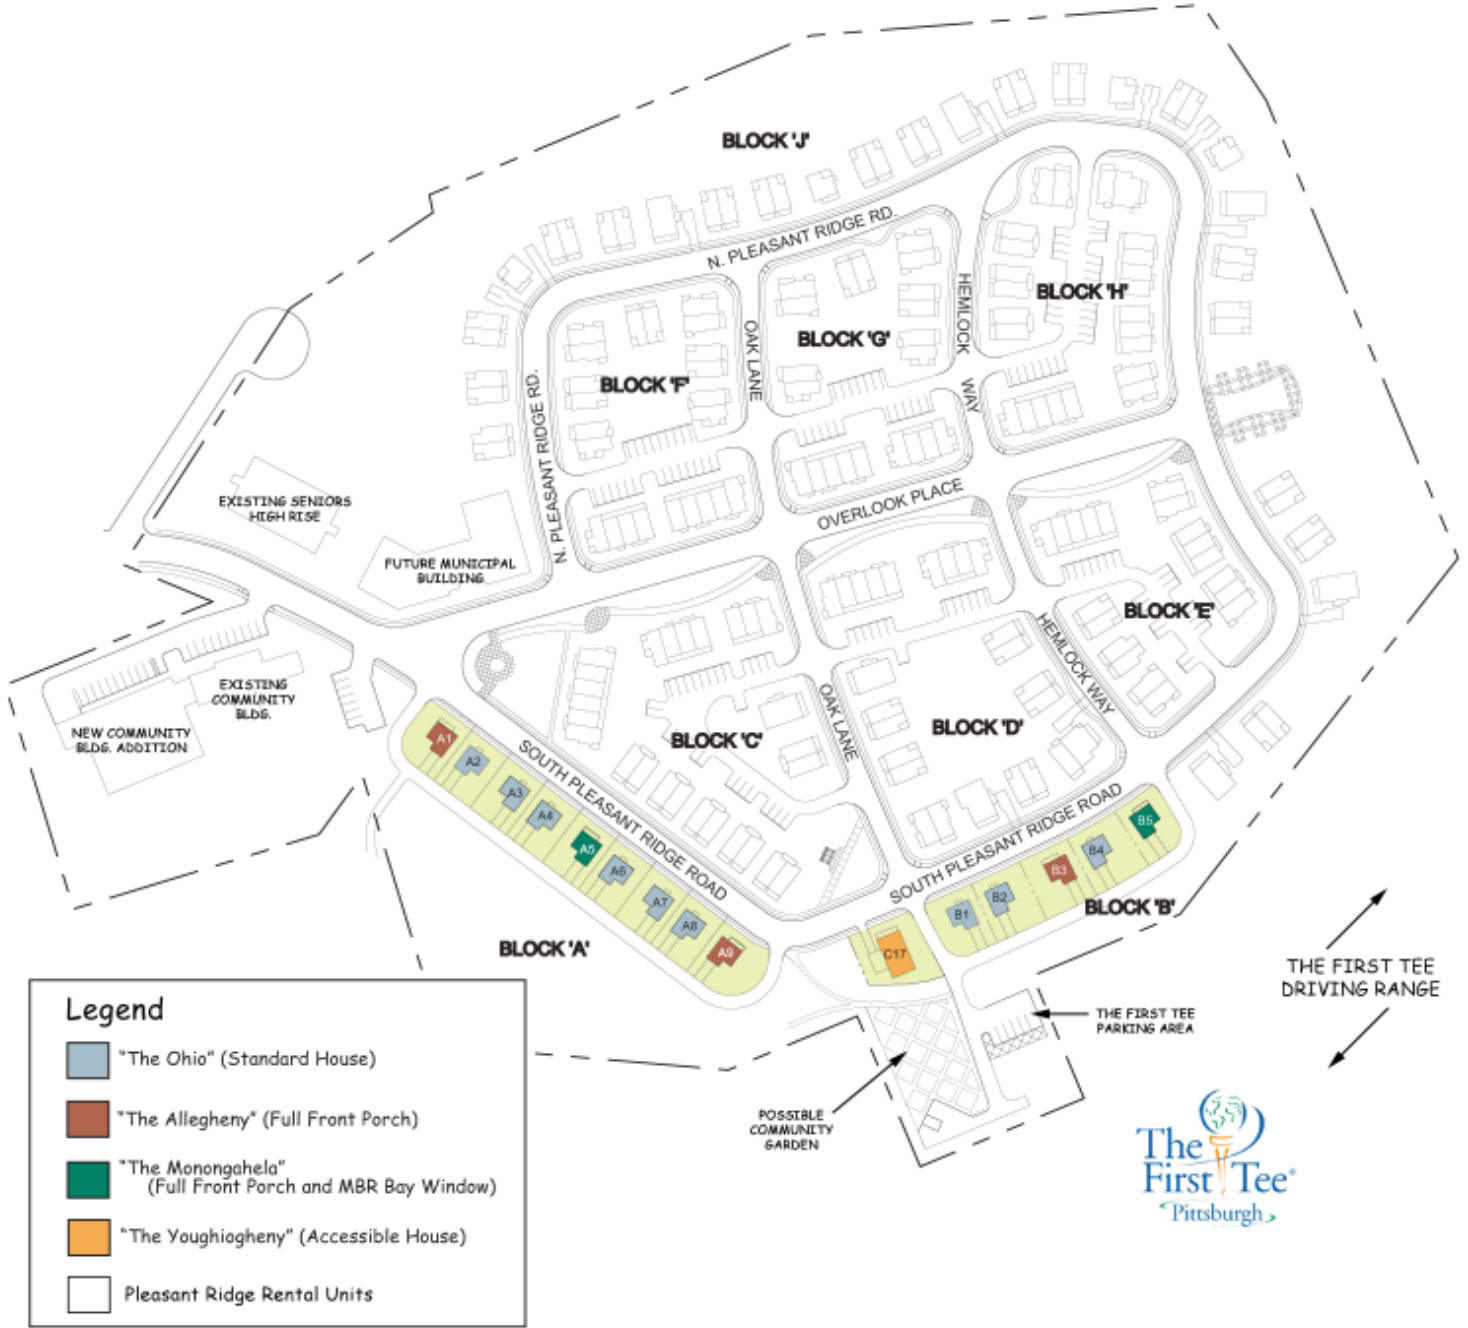 BLOCK 'J'
N. PLEASANT RIDGE RD.
HEMLOCK
WAY
BLOCK 'H'
BLOCK 'G'
OAK LANE
BLOCK 'F'
N. PLEASANT RIDGE RD.
EXISTING SENIORS
HIGH RISE
OVERLOOK PLACE
FUTURE MUNICIPAL
BUILDING
BLOCK 'E'
HEMLOCK WAY
EXISTING
COMMUNITY
BLDG.
NEW COMMUNITY
BLDG. ADDITION
OAK LANE
BLOCK 'D'
BLOCK 'C'
SOUTH PLEASANT RIDGE ROAD
A1
A2
A3
A4
A5
A6
A7
A8
A9
SOUTH PLEASANT RIDGE ROAD
B5
B4
B3
B2
B1
BLOCK 'B'
BLOCK 'A'
C17
THE FIRST TEE
DRIVING RANGE
THE FIRST TEE
PARKING AREA
POSSIBLE
COMMUNITY
GARDEN
Legend
"The Ohio" (Standard House)
"The Allegheny" (Full Front Porch)
"The Monongahela"
(Full Front Porch and MBR Bay Window)
"The Youghiogheny" (Accessible House)
Pleasant Ridge Rental Units
The
First Tee®
Pittsburgh